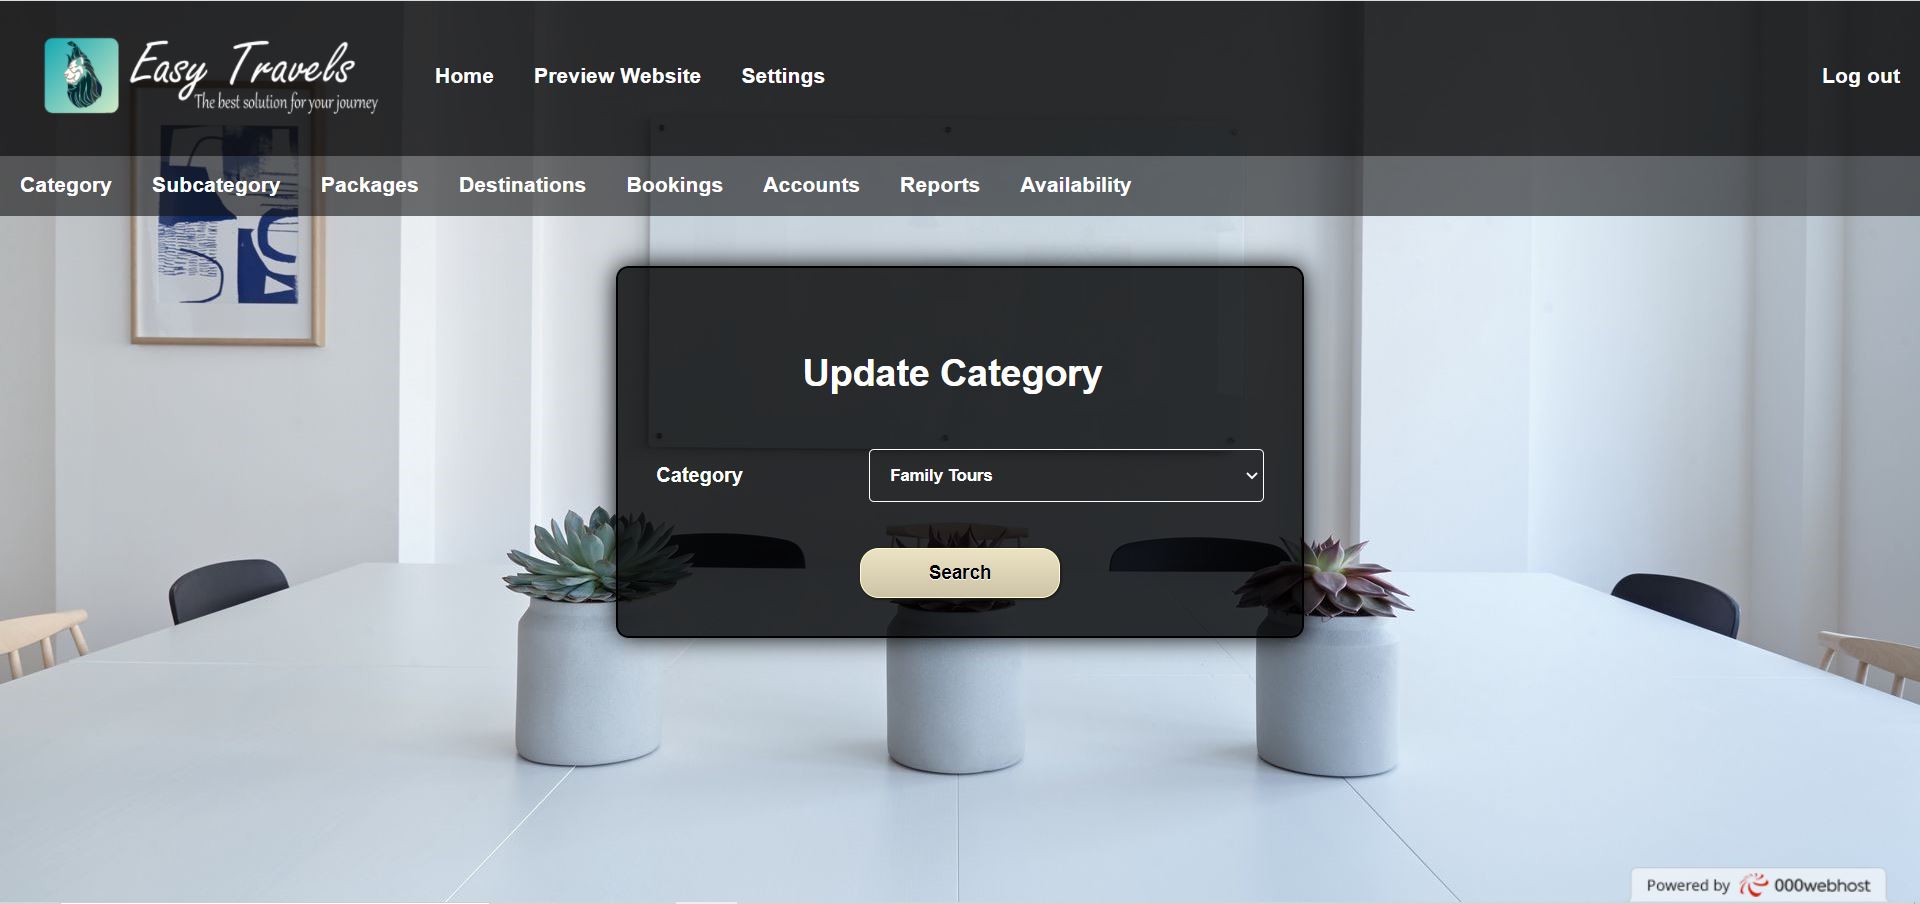 Easy Travels
The best solution for your journey
Home Preview Website Settings Log out
Category Subcategory Packages Destinations Bookings Accounts Reports Availability
Update Category
Category Family Tours
Search
Powered by 000webhost